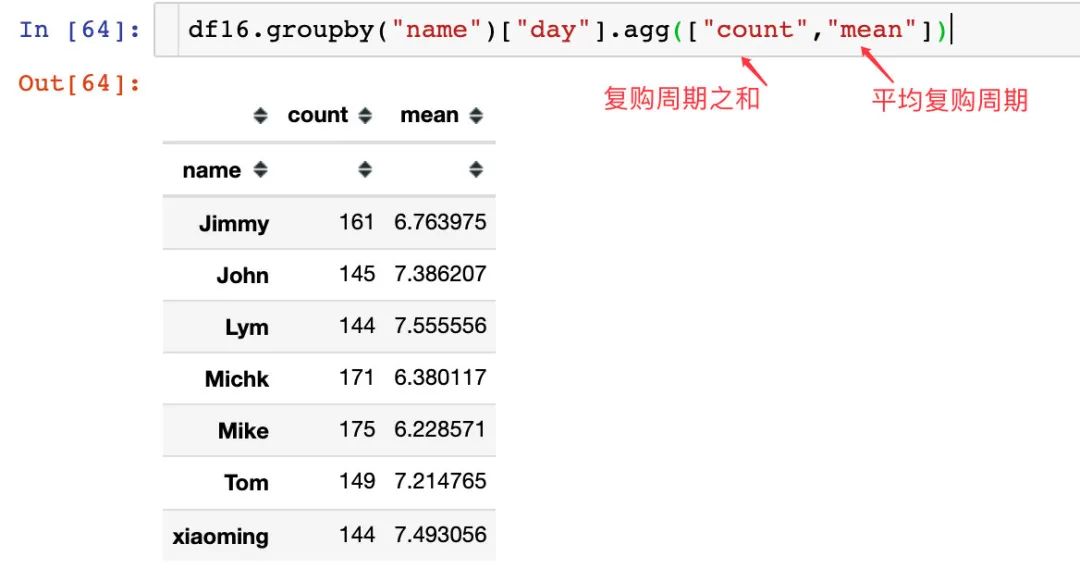 In [64]: df16.groupby("name")["day"].agg(["count","mean"])
复购周期之和 平均复购周期
Out[64]:
count mean
name
Jimmy 161 6.763975
John 145 7.386207
Lym 144 7.555556
Michk 171 6.380117
Mike 175 6.228571
Tom 149 7.214765
xiaoming 144 7.493056